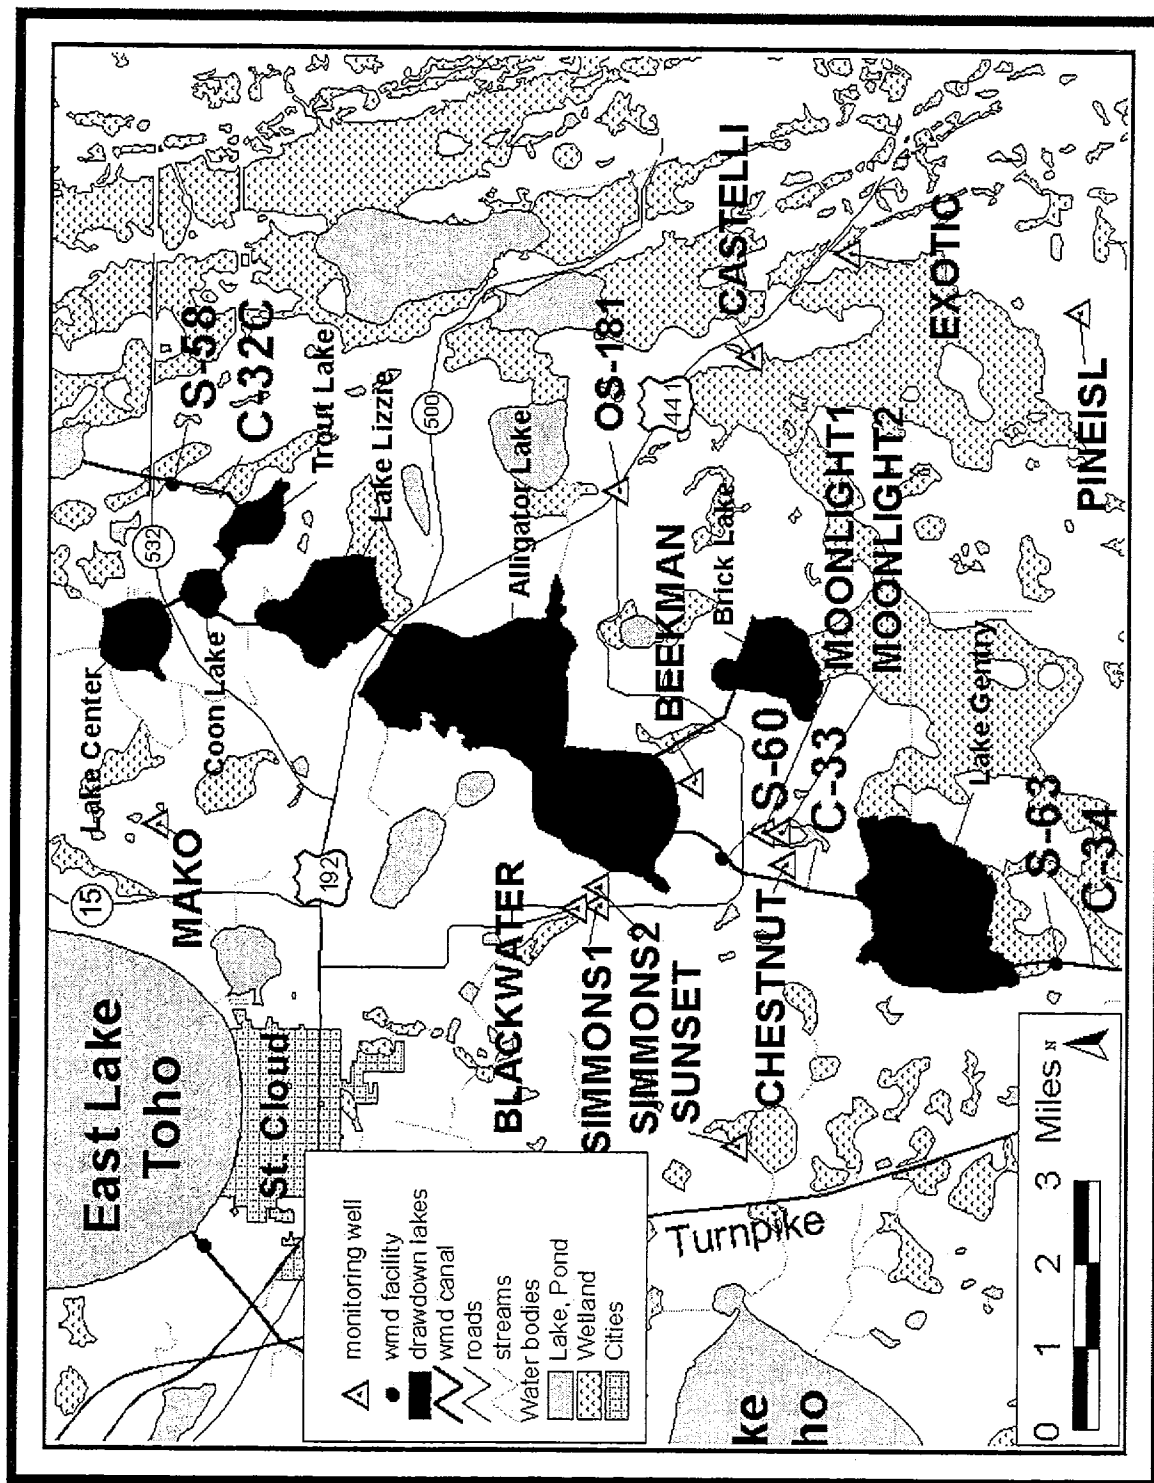 East Lake
Toho
St. Cloud
15
MAKO
Lake Center
532
Coon Lake
S-58
C-32C
Trout Lake
Lake Lizzie
500
192
Alligator Lake
BLACKWATER
SIMMONS1
SIMMONS2
SUNSET
OS-181
441
CASTELLI
BEEKMAN
Brick Lake
EXOTIC
CHESTNUT
S-60
C-33
MOONLIGHT1
MOONLIGHT2
Lake Gentry
S-63
C-34
PINEISL
Turnpike
ke
ho
monitoring well
wmd facility
drawdown lakes
wmd canal
roads
streams
Water bodies
Lake, Pond
Wetland
Cities
0 1 2 3 Miles
N